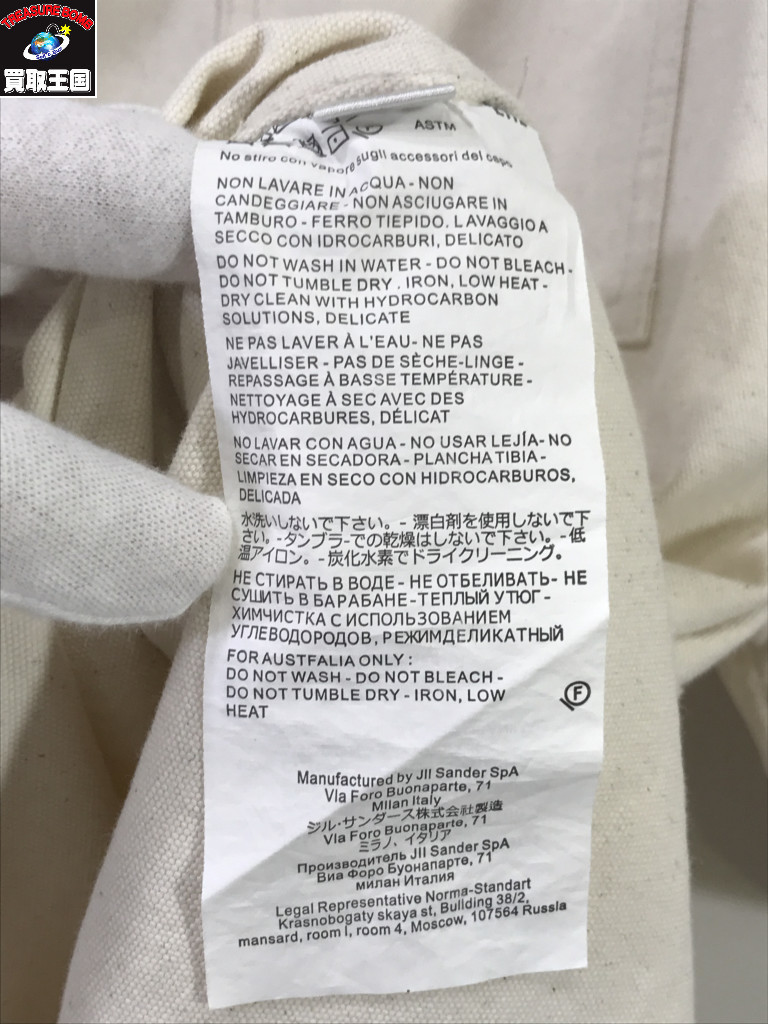 TREASURE BOMB
買取王国
ASTM
No stiro con vapore sugli accessori del capo
NON LAVARE IN ACQUA - NON
CANDEGGIARE - NON ASCIUGARE IN
TAMBURO - FERRO TIEPIDO. LAVAGGIO A
SECCO CON IDROCARBURI, DELICATO
DO NOT WASH IN WATER - DO NOT BLEACH -
DO NOT TUMBLE DRY . IRON, LOW HEAT -
DRY CLEAN WITH HYDROCARBON
SOLUTIONS, DELICATE
NE PAS LAVER À L'EAU- NE PAS
JAVELLISER - PAS DE SÈCHE-LINGE -
REPASSAGE À BASSE TEMPÉRATURE -
NETTOYAGE À SEC AVEC DES
HYDROCARBURES, DÉLICAT
NO LAVAR CON AGUA - NO USAR LEJÍA- NO
SECAR EN SECADORA - PLANCHA TIBIA -
LIMPIEZA EN SECO CON HIDROCARBUROS,
DELICADA
水洗いしないで下さい。- 漂白剤を使用しないで下
さい。-タンブラ-での乾燥はしないで下さい。-低
温アイロン。- 炭化水素でドライクリーニング。
НЕ СТИРАТЬ В ВОДЕ - НЕ ОТБЕЛИВАТЬ- НЕ
СУШИТЬ В БАРАБАНЕ-ТЕПЛЫЙ УТЮГ -
ХИМЧИСТКА С ИСПОЛЬЗОВАНИЕМ
УГЛЕВОДОРОДОВ, РЕЖИМДЕЛИКАТНЫЙ
FOR AUSTFALIA ONLY :
DO NOT WASH - DO NOT BLEACH -
DO NOT TUMBLE DRY - IRON, LOW
HEAT
F
Manufactured by JIl Sander SpA
VIa Foro Buonaparte, 71
MIlan Italy
ジル・サンダース株式会社製造
VIa Foro Buonaparte, 71
ミラノ、イタリア
Производитель JIl Sander SpA
Виа Форо Буонапарте, 71
милан Италия
Legal Representative Norma-Standart
Krasnobogaty skaya st, Building 38/2,
mansard, room l, room 4, Moscow, 107564 Russia